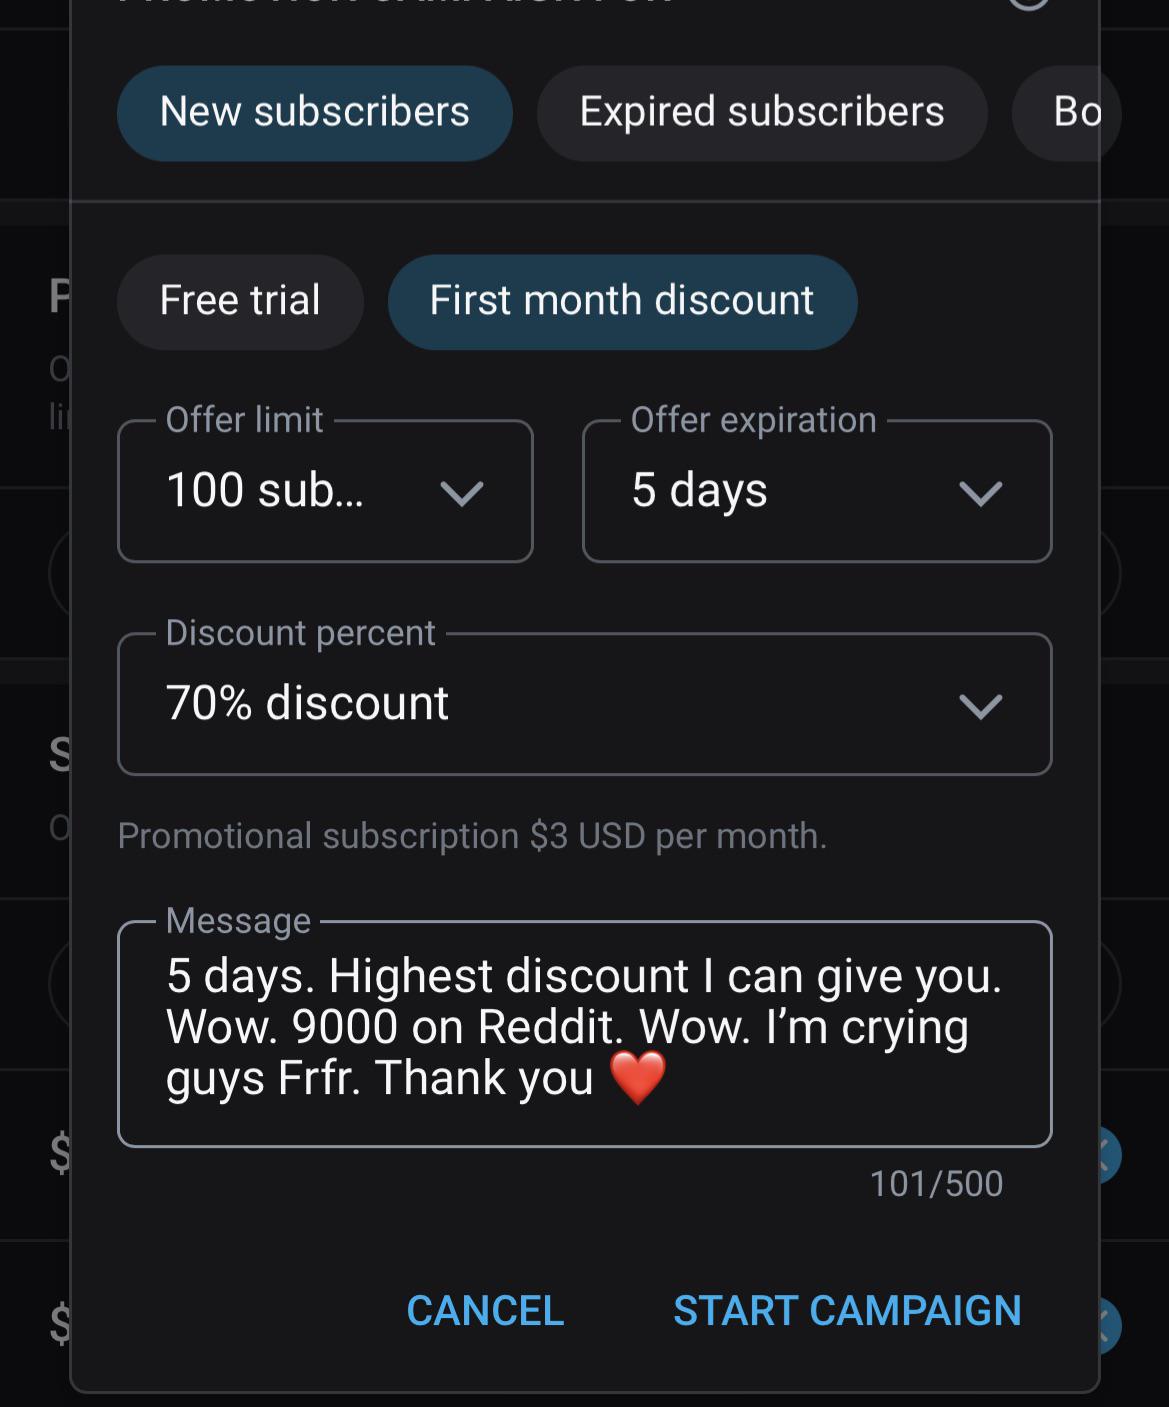 New subscribers
Expired subscribers
Bo
Free trial
First month discount
Offer limit
100 sub...
Offer expiration
5 days
Discount percent
70% discount
Promotional subscription $3 USD per month.
Message
5 days. Highest discount I can give you.
Wow. 9000 on Reddit. Wow. I’m crying
guys Frfr. Thank you ❤️
101/500
CANCEL
START CAMPAIGN